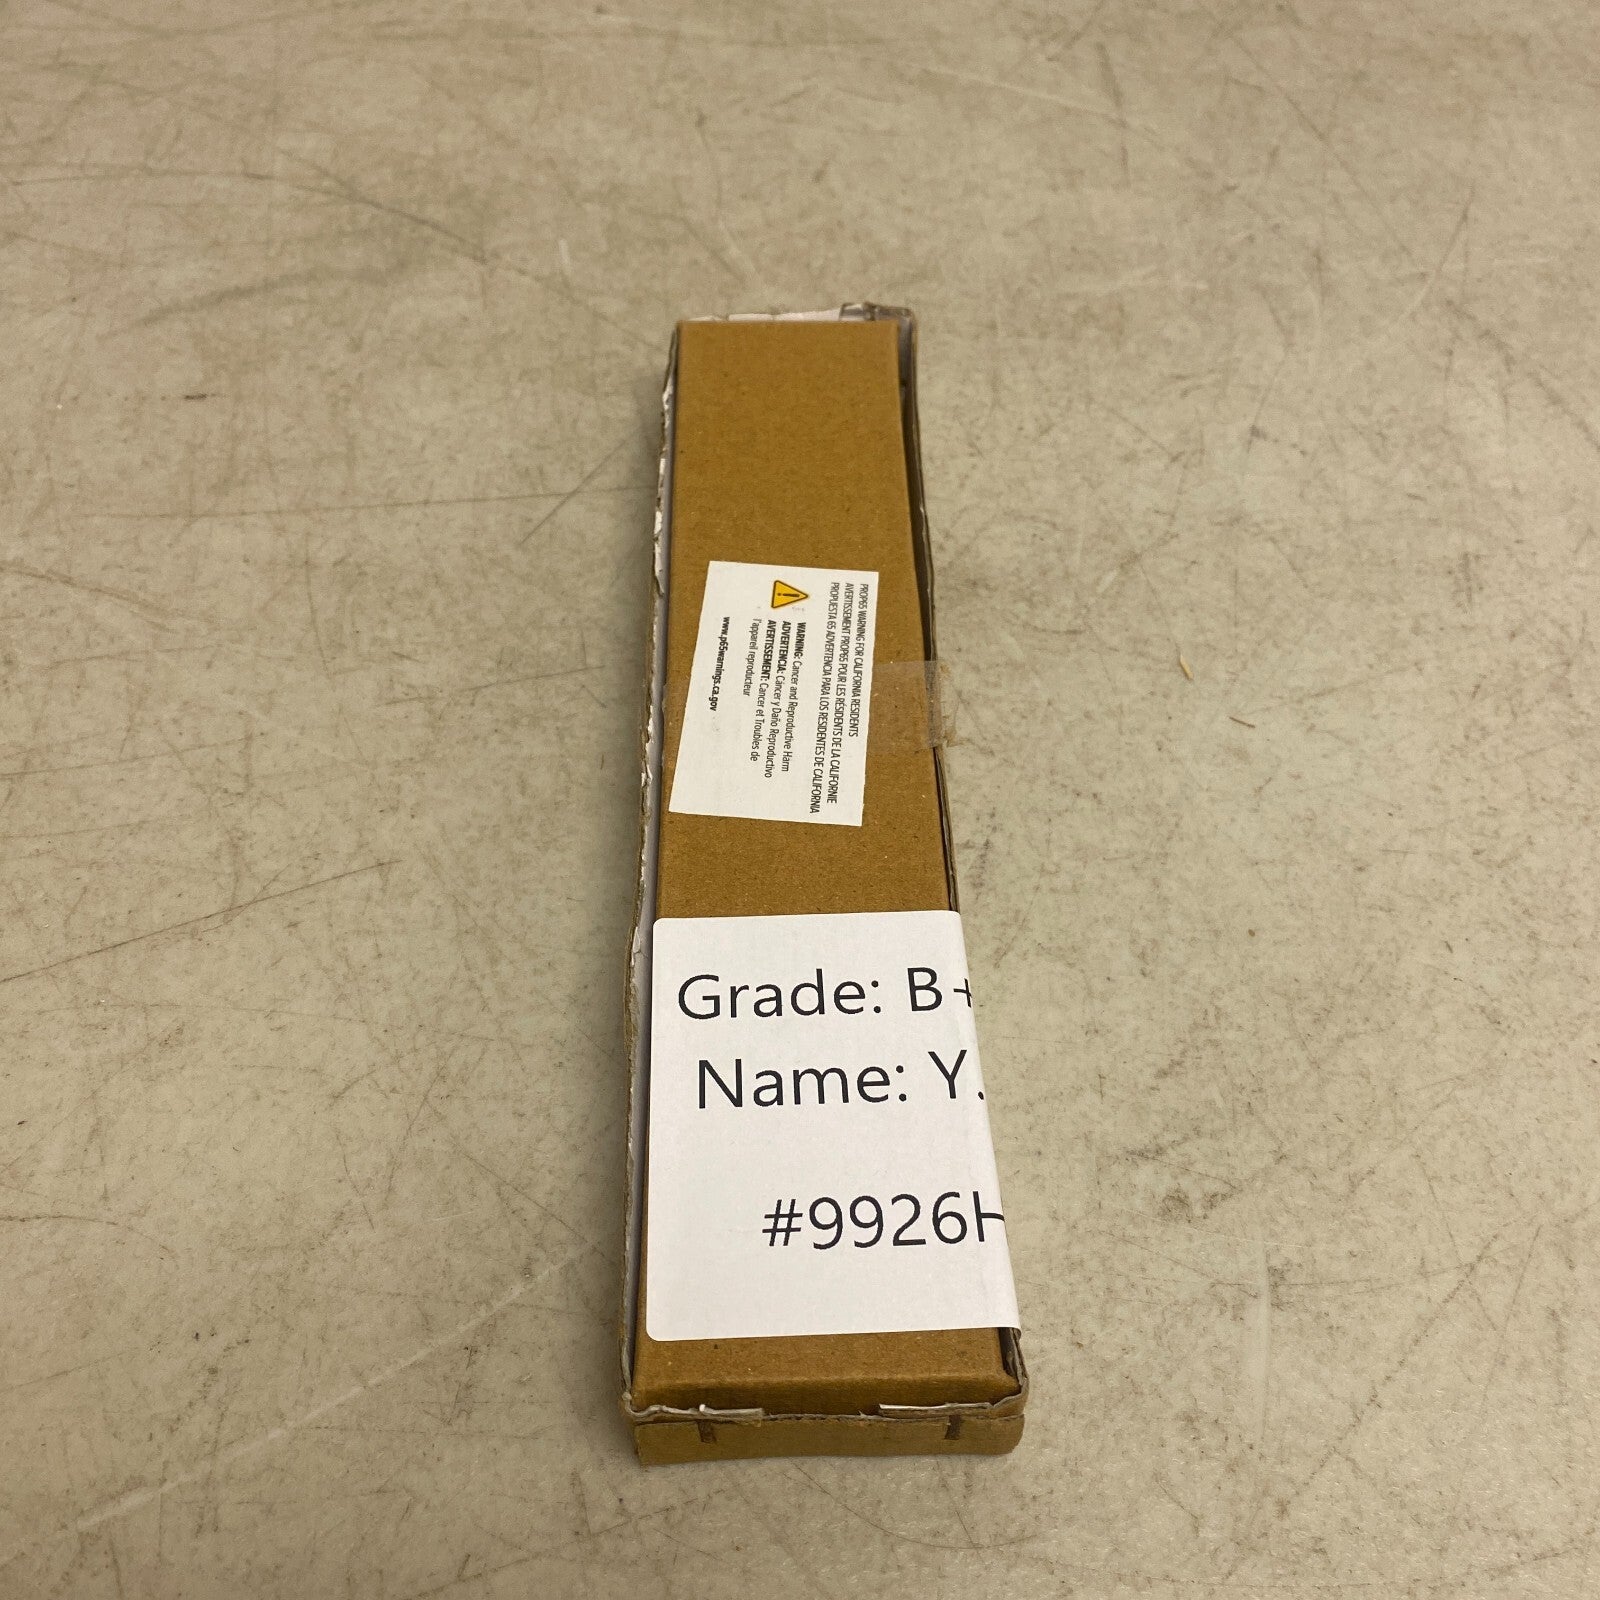 PROP65 WARNING FOR CALIFORNIA RESIDENTS
AVERTISSEMENT PROP65 POUR LES RÉSIDENTS DE LA CALIFORNIE
PROPUESTA 65 ADVERTENCIA PARA LOS RESIDENTES DE CALIFORNIA
WARNING: Cancer and Reproductive Harm
ADVERTENCIA: Cáncer y Daño Reproductivo
AVERTISSEMENT: Cancer et Troubles de
l'appareil reproducteur
www.p65warnings.ca.gov
Grade: B+
Name: Y.
#9926H